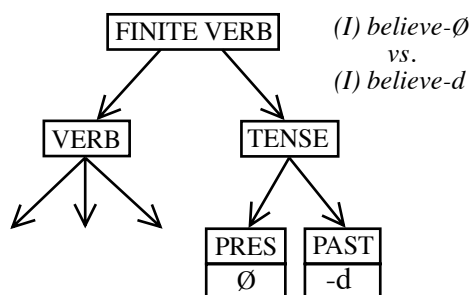 FINITE VERB
(I) believe-Ø
vs.
(I) believe-d
VERB
TENSE
PRES
PAST
Ø
-d